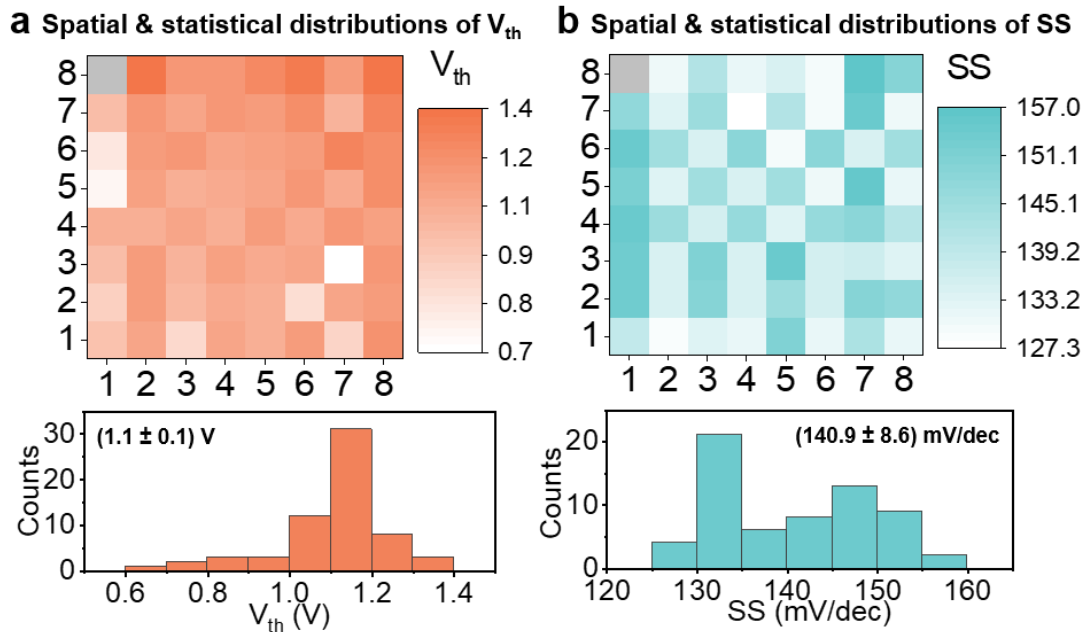 a Spatial & statistical distributions of Vth
8
7
6
5
4
3
2
1
1 2 3 4 5 6 7 8
Vth
1.4
1.2
1.1
0.9
0.8
0.7
(1.1 ± 0.1) V
Counts
30
20
10
0
0.6 0.8 1.0 1.2 1.4
Vth (V)
b Spatial & statistical distributions of SS
8
7
6
5
4
3
2
1
1 2 3 4 5 6 7 8
SS
157.0
151.1
145.1
139.2
133.2
127.3
(140.9 ± 8.6) mV/dec
Counts
20
10
0
120 130 140 150 160
SS (mV/dec)